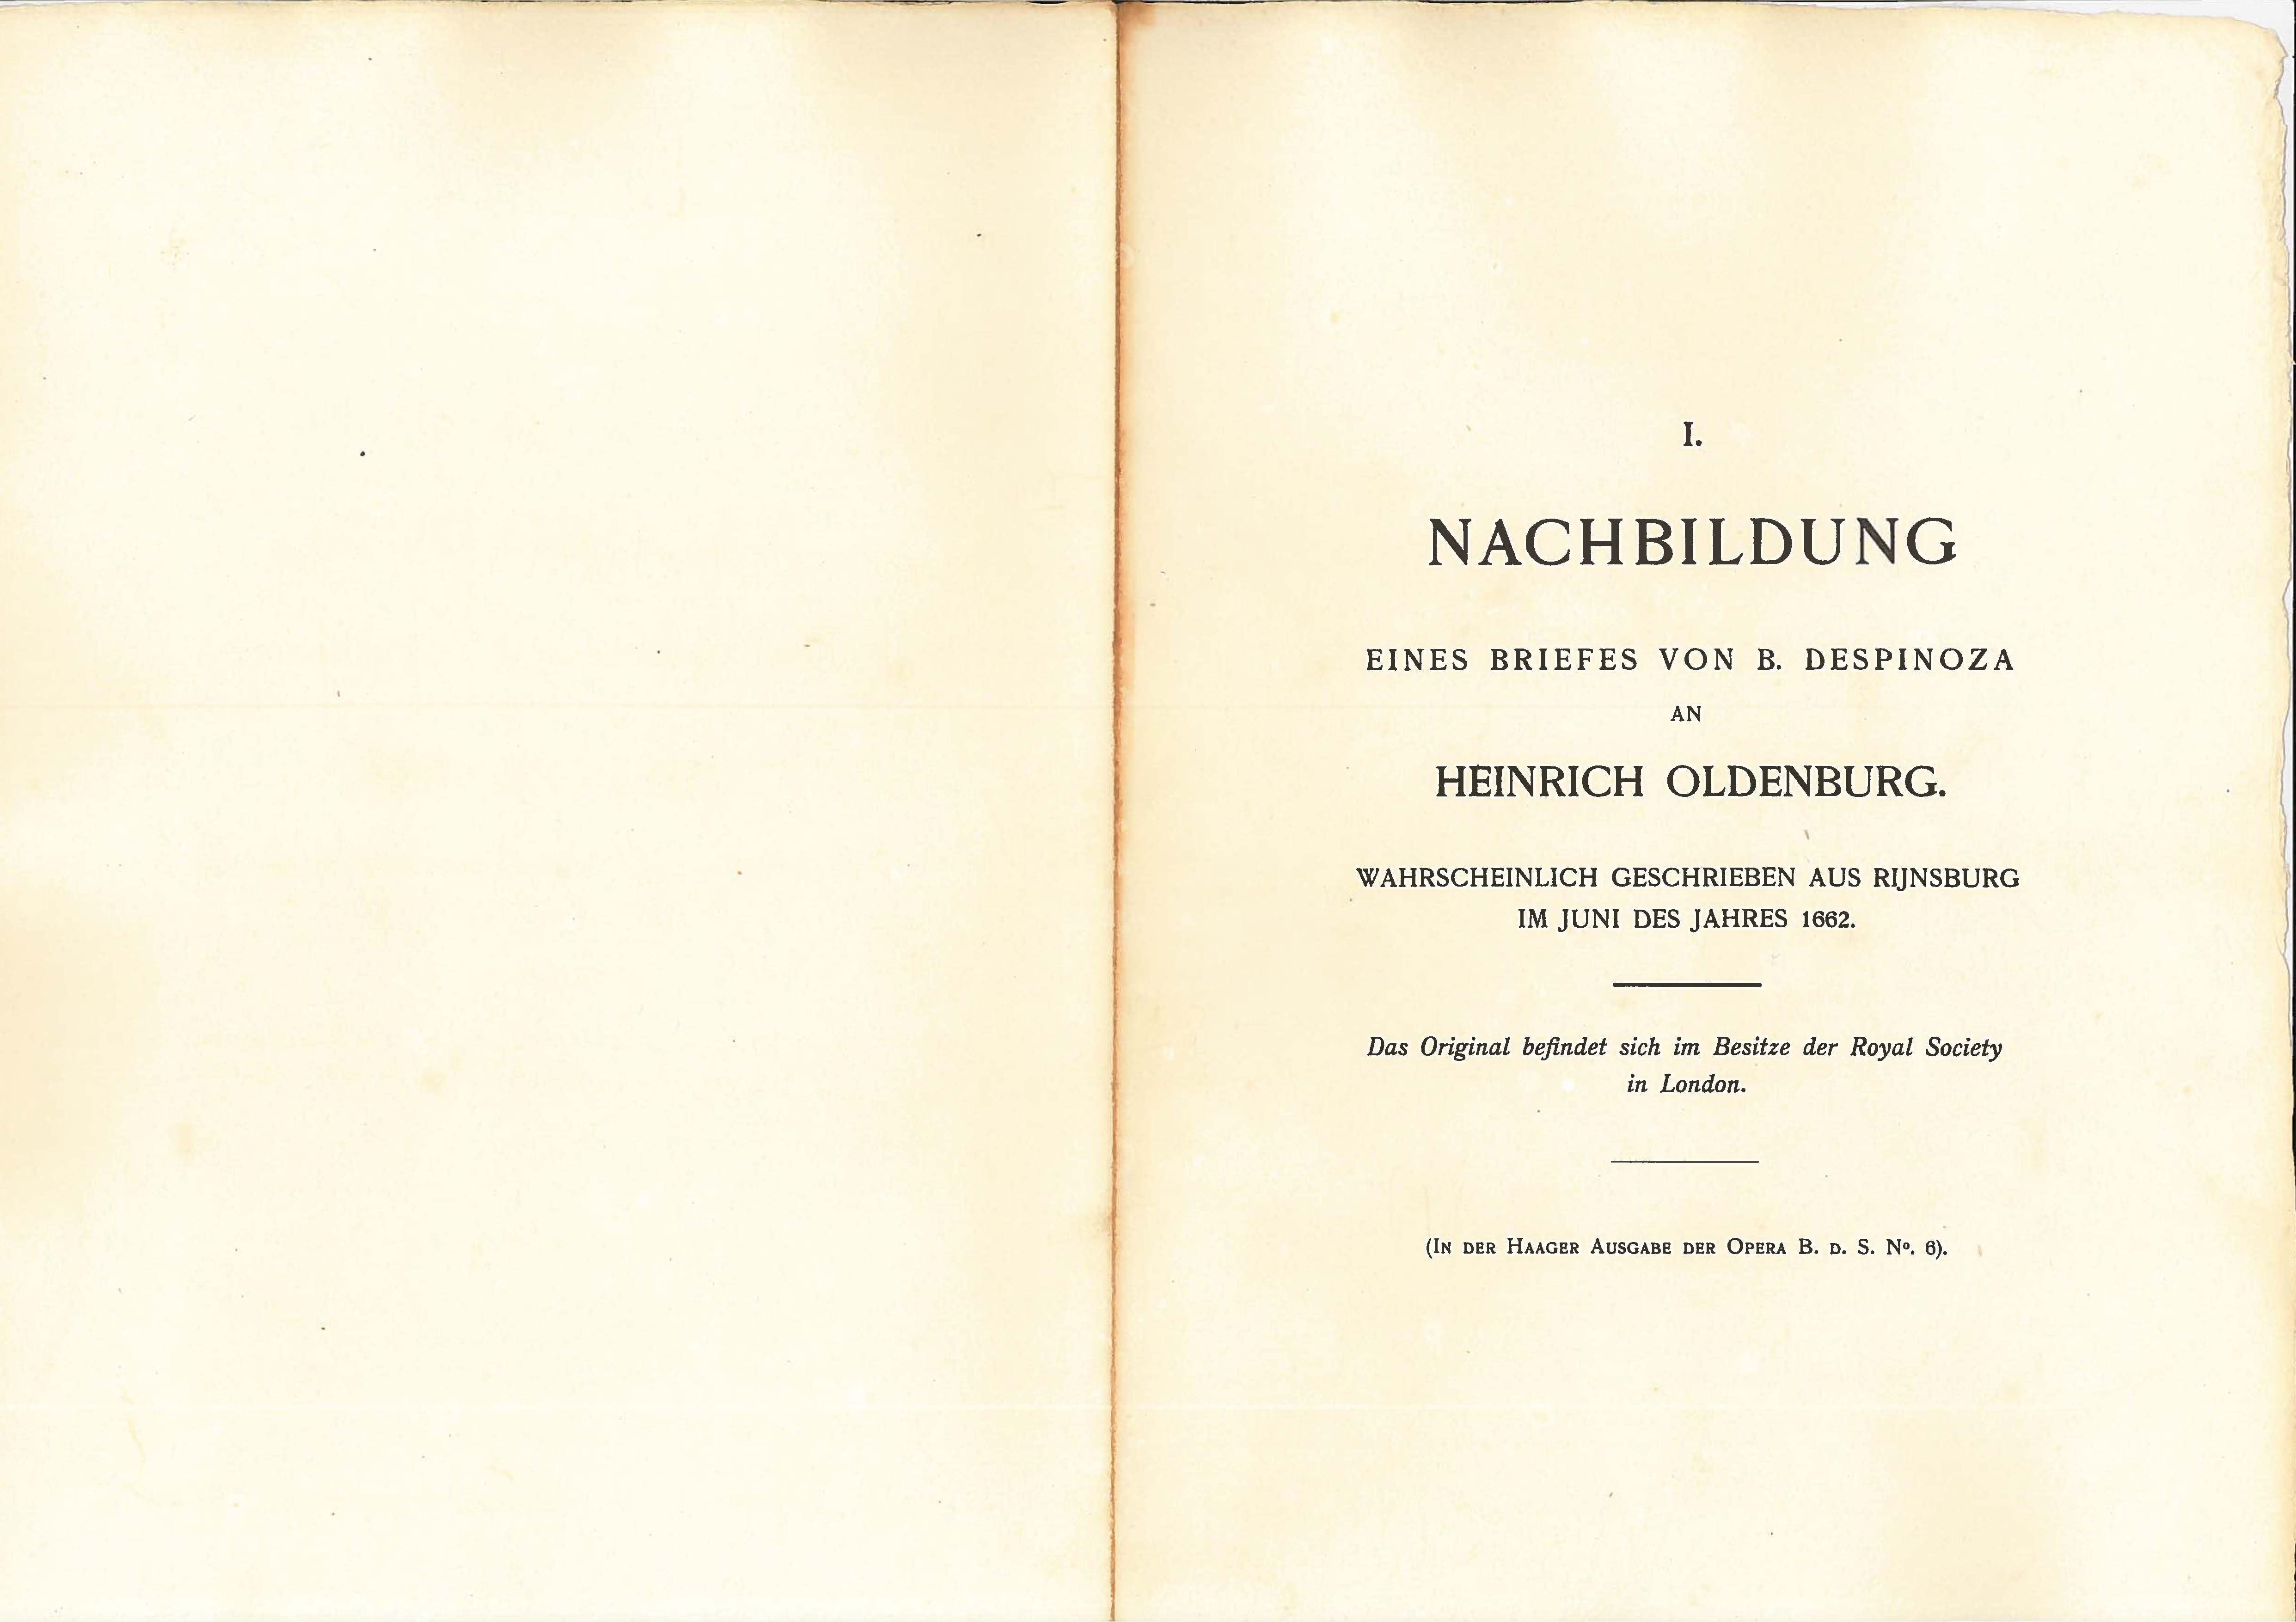 I.
NACHBILDUNG
EINES BRIEFES VON B. DESPINOZA
AN
HEINRICH OLDENBURG.
WAHRSCHEINLICH GESCHRIEBEN AUS RIJNSBURG
IM JUNI DES JAHRES 1662.
Das Original befindet sich im Besitze der Royal Society
in London.
(In der Haager Ausgabe der Opera B. d. S. Nº. 6).